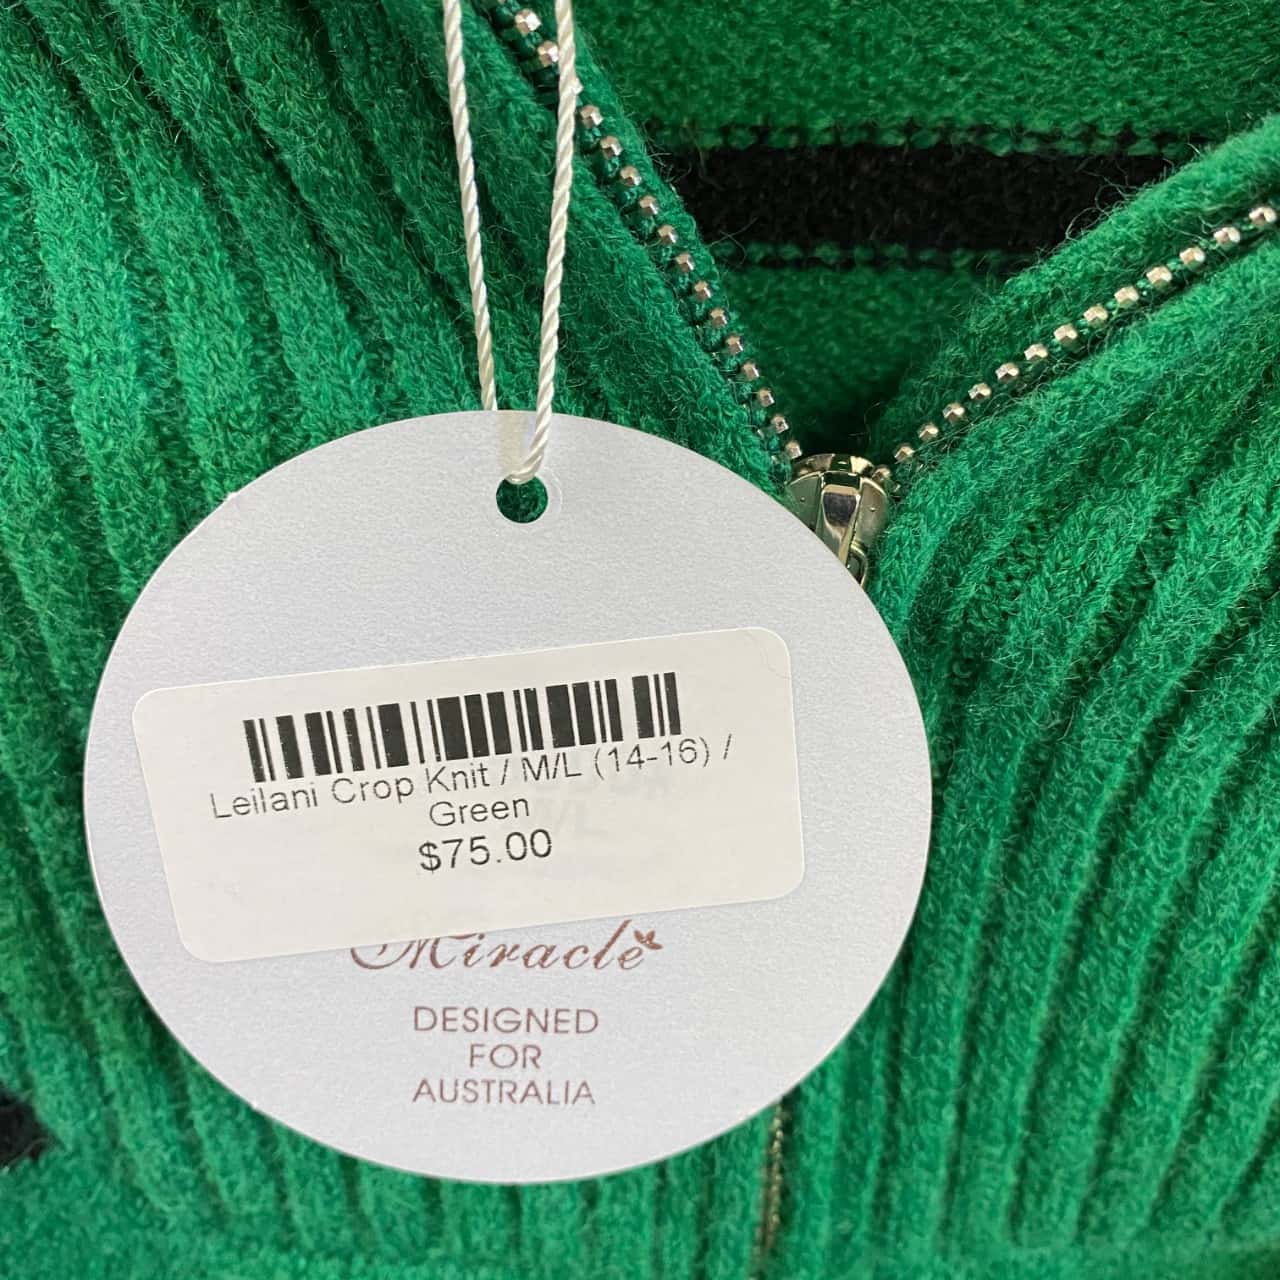 Leilani Crop Knit / M/L (14-16) /
Green
$75.00
Miracle
DESIGNED
FOR
AUSTRALIA